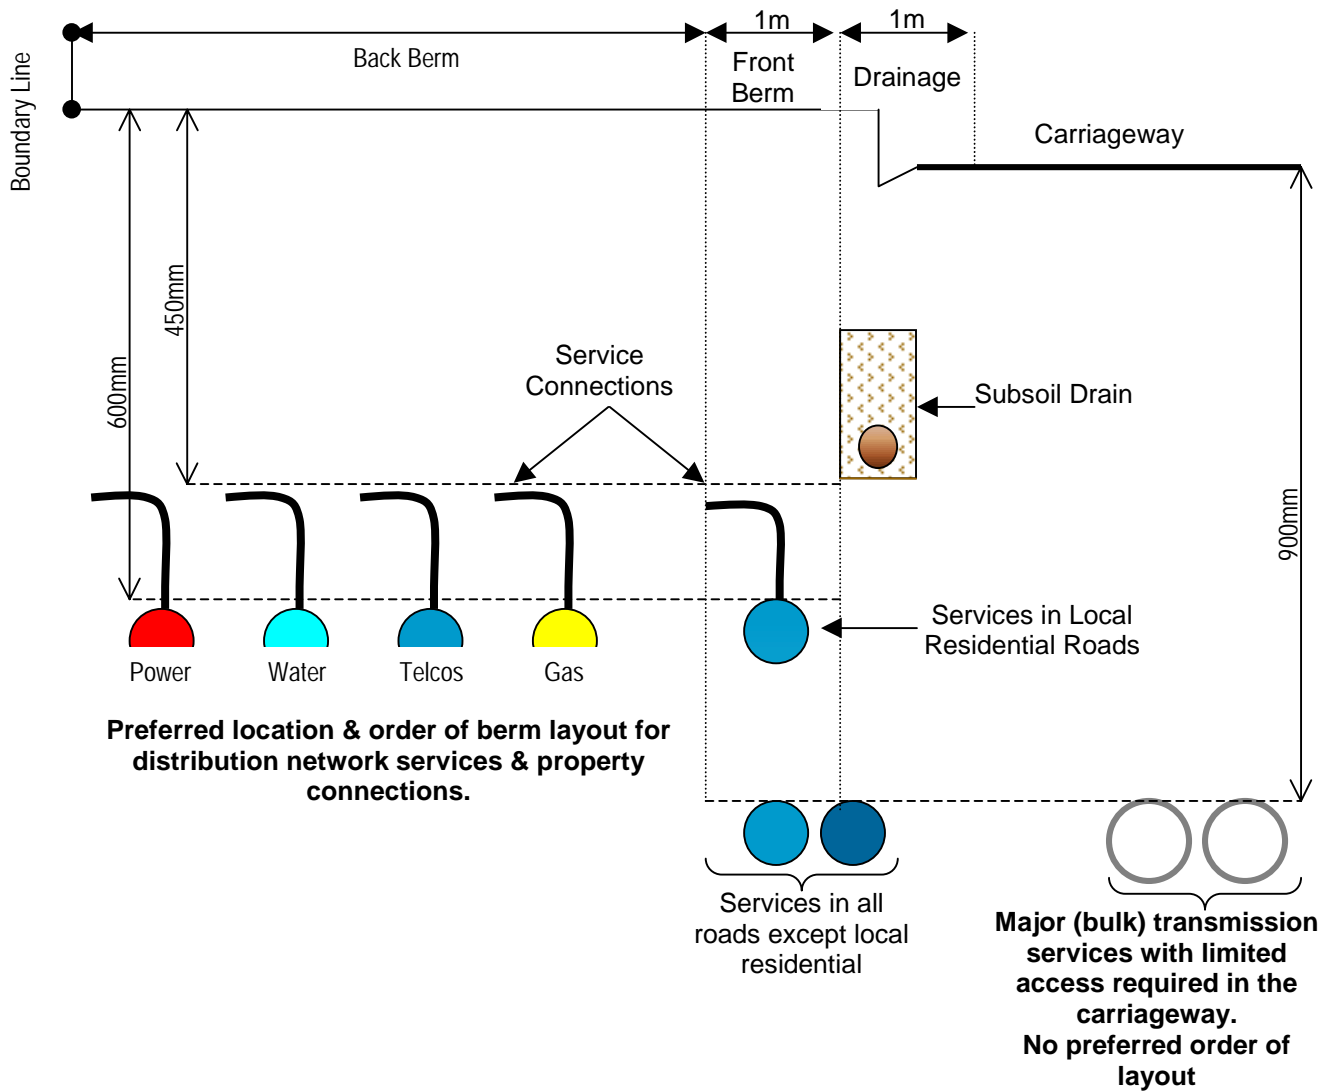 1m
1m
Back Berm
Front
Berm
Drainage
Boundary Line
Carriageway
450mm
600mm
Service
Connections
Subsoil Drain
900mm
Services in Local
Residential Roads
Power
Water
Telcos
Gas
Preferred location & order of berm layout for
distribution network services & property
connections.
Services in all
roads except local
residential
Major (bulk) transmission
services with limited
access required in the
carriageway.
No preferred order of
layout